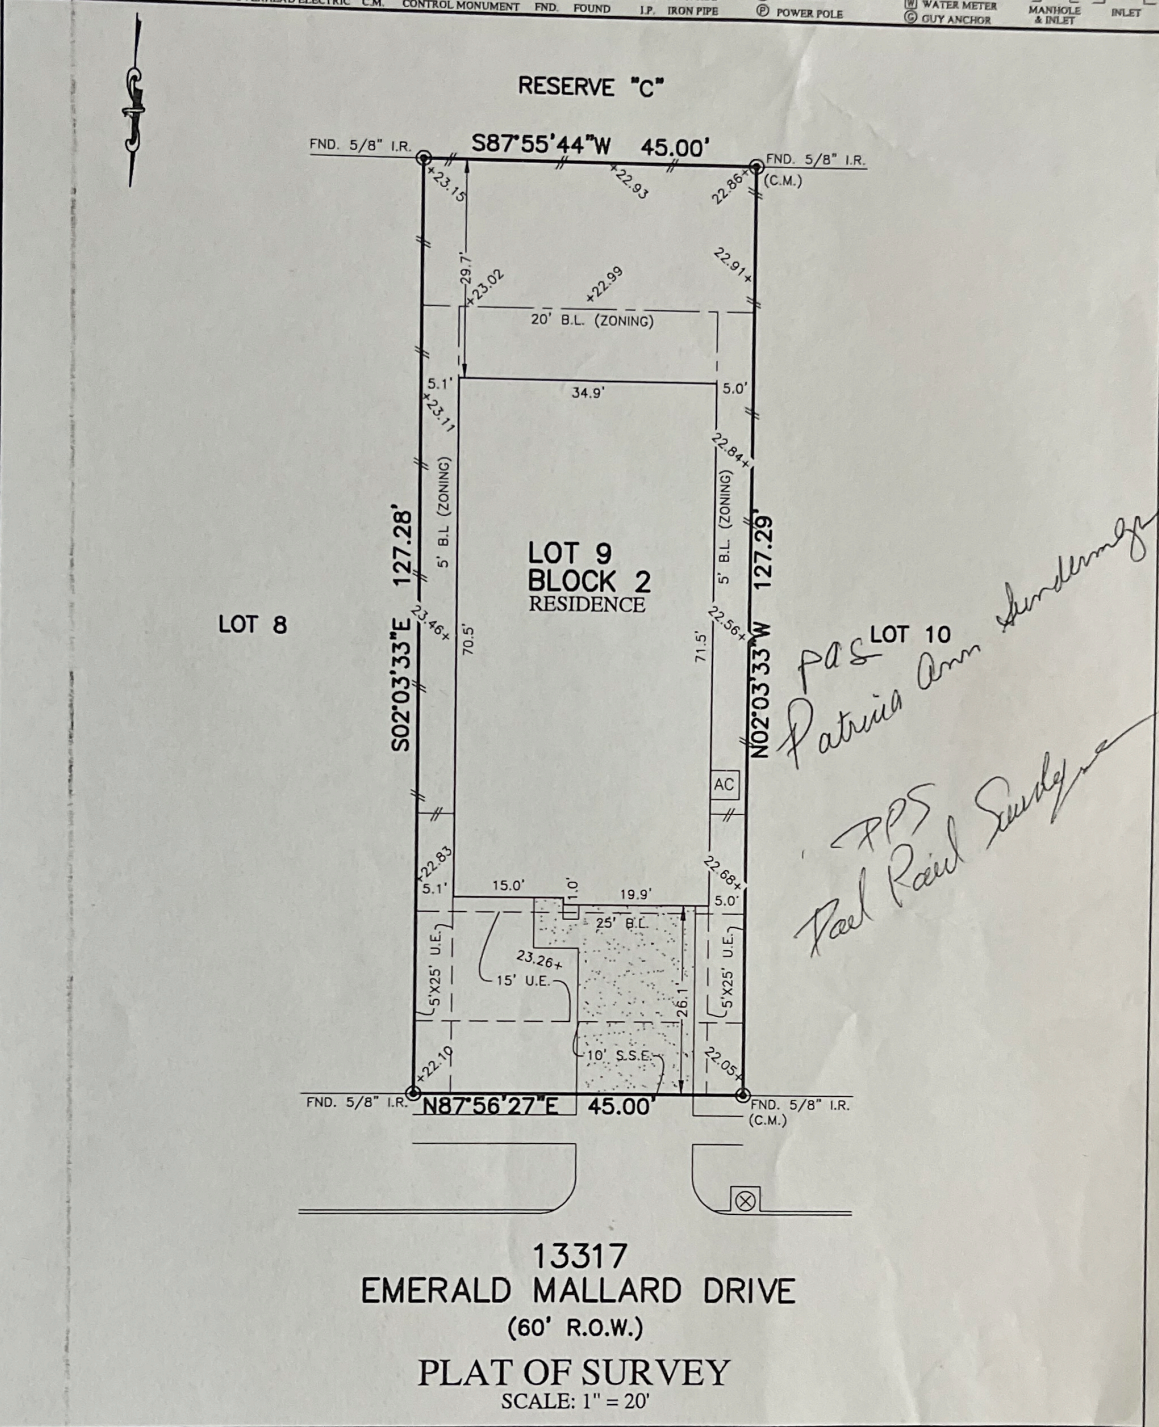 ELECTRIC C.M. CONTROL MONUMENT FND. FOUND I.P. IRON PIPE Ⓟ POWER POLE
W WATER METER
G GUY ANCHOR
MANHOLE
& INLET
INLET
RESERVE "C"
FND. 5/8" I.R.
S87°55'44"W 45.00'
FND. 5/8" I.R.
(C.M.)
+23.15
+22.93
22.86+
29.7'
+23.02
+22.99
22.91+
20' B.L. (ZONING)
5.1'
34.9'
5.0'
+23.11
22.84+
5' B.L (ZONING)
5' B.L. (ZONING)
S02°03'33"E 127.28'
N02°03'33"W 127.29'
LOT 9
BLOCK 2
RESIDENCE
LOT 8
23.46+
70.5'
71.5'
22.56+
LOT 10
PAS
Patricia Ann
AC
PPS
+22.83
22.68+
5.1'
15.0'
1.0'
19.9'
5.0'
25' B.L.
5'X25' U.E.
23.26+
15' U.E.
26.1'
5'X25' U.E.
+22.10
10' S.S.E.
22.05+
FND. 5/8" I.R.
N87°56'27"E 45.00'
FND. 5/8" I.R.
(C.M.)
13317
EMERALD MALLARD DRIVE
(60' R.O.W.)
PLAT OF SURVEY
SCALE: 1" = 20'